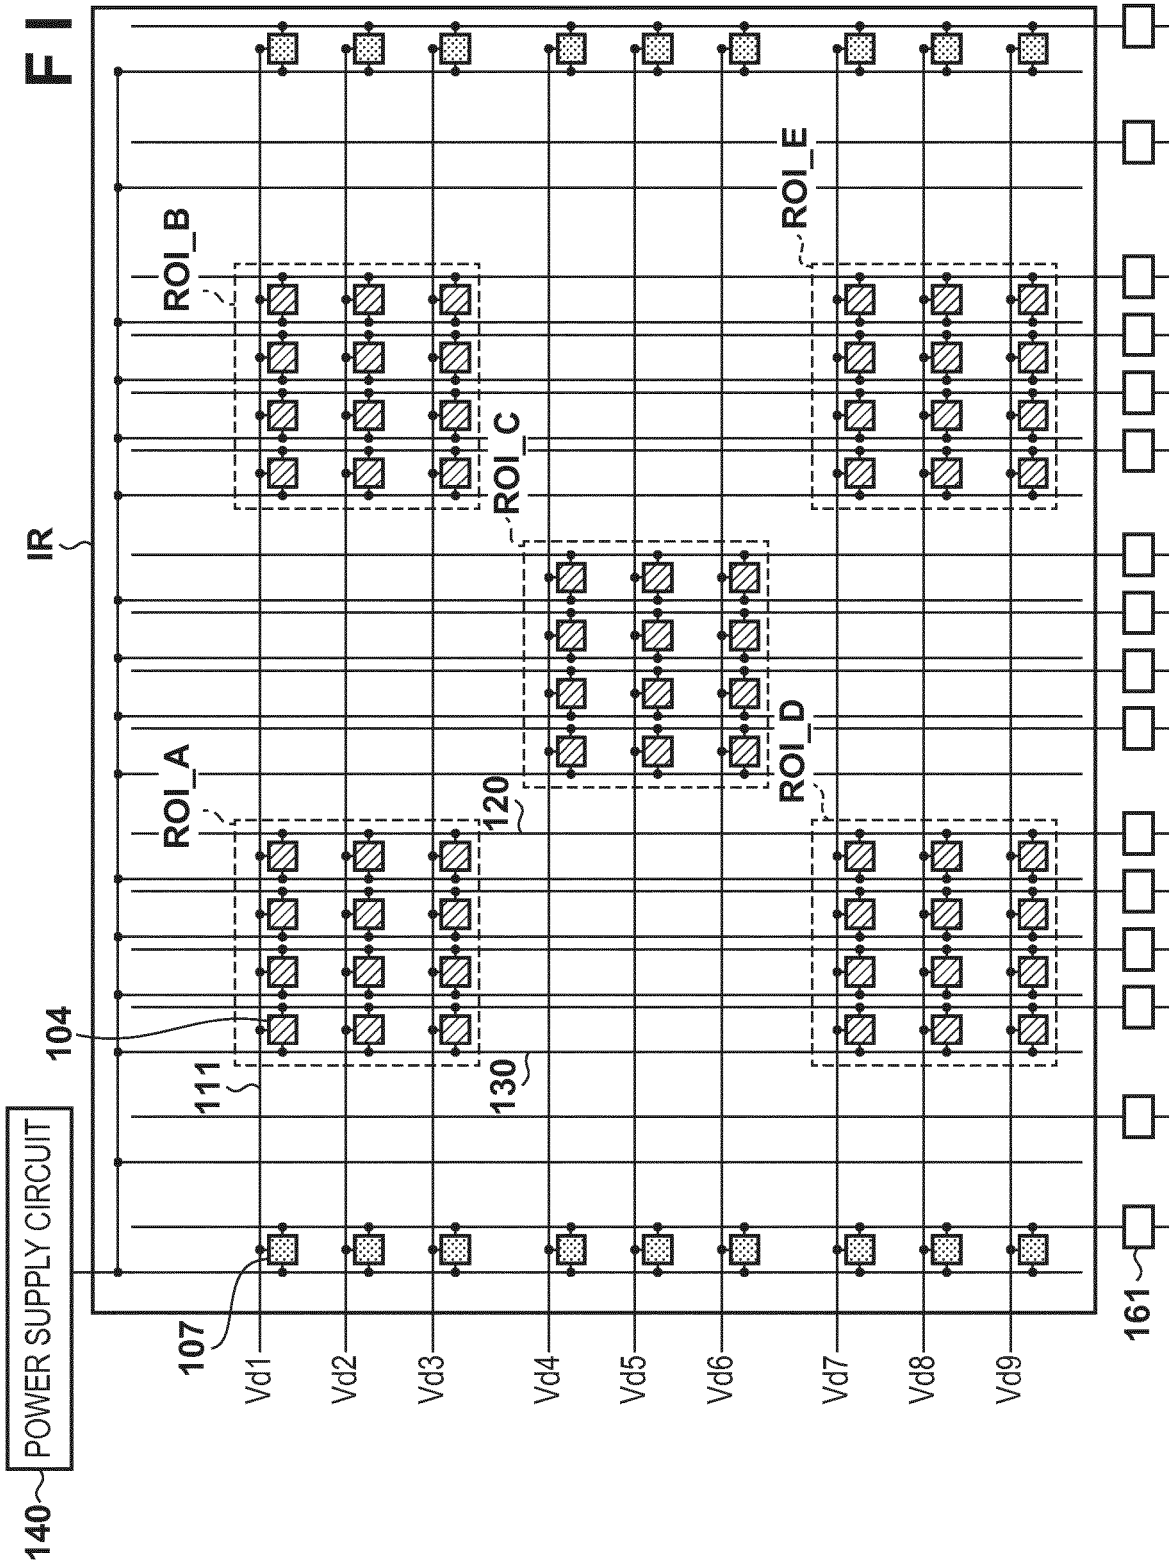 F I
140
POWER SUPPLY CIRCUIT
104
IR
ROI_A
ROI_B
107
111
Vd1
Vd2
Vd3
130
120
ROI_C
Vd4
Vd5
Vd6
ROI_D
ROI_E
Vd7
Vd8
Vd9
161